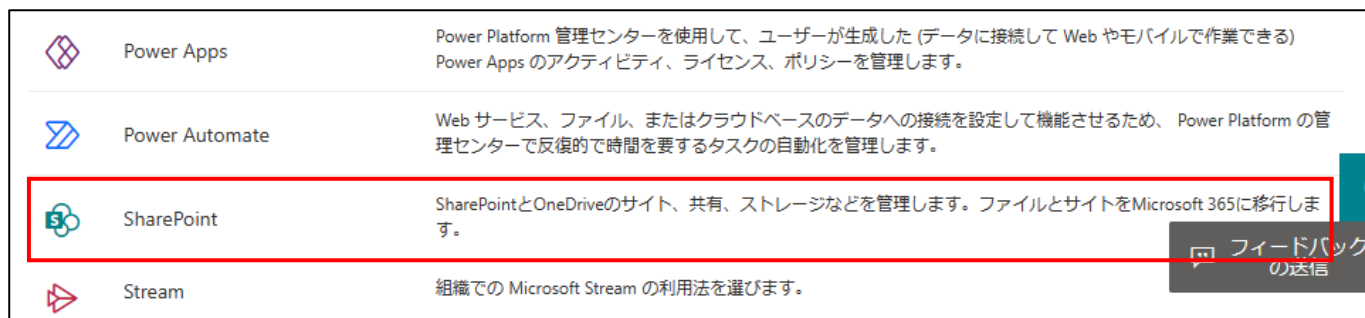 Power Apps
Power Platform 管理センターを使用して、ユーザーが生成した (データに接続して Web やモバイルで作業できる)
Power Apps のアクティビティ、ライセンス、ポリシーを管理します。
Power Automate
Web サービス、ファイル、またはクラウドベースのデータへの接続を設定して機能させるため、 Power Platform の管
理センターで反復的で時間を要するタスクの自動化を管理します。
SharePoint
SharePointとOneDriveのサイト、共有、ストレージなどを管理します。ファイルとサイトをMicrosoft 365に移行しま
す。
フィードバック
の送信
Stream
組織での Microsoft Stream の利用法を選びます。